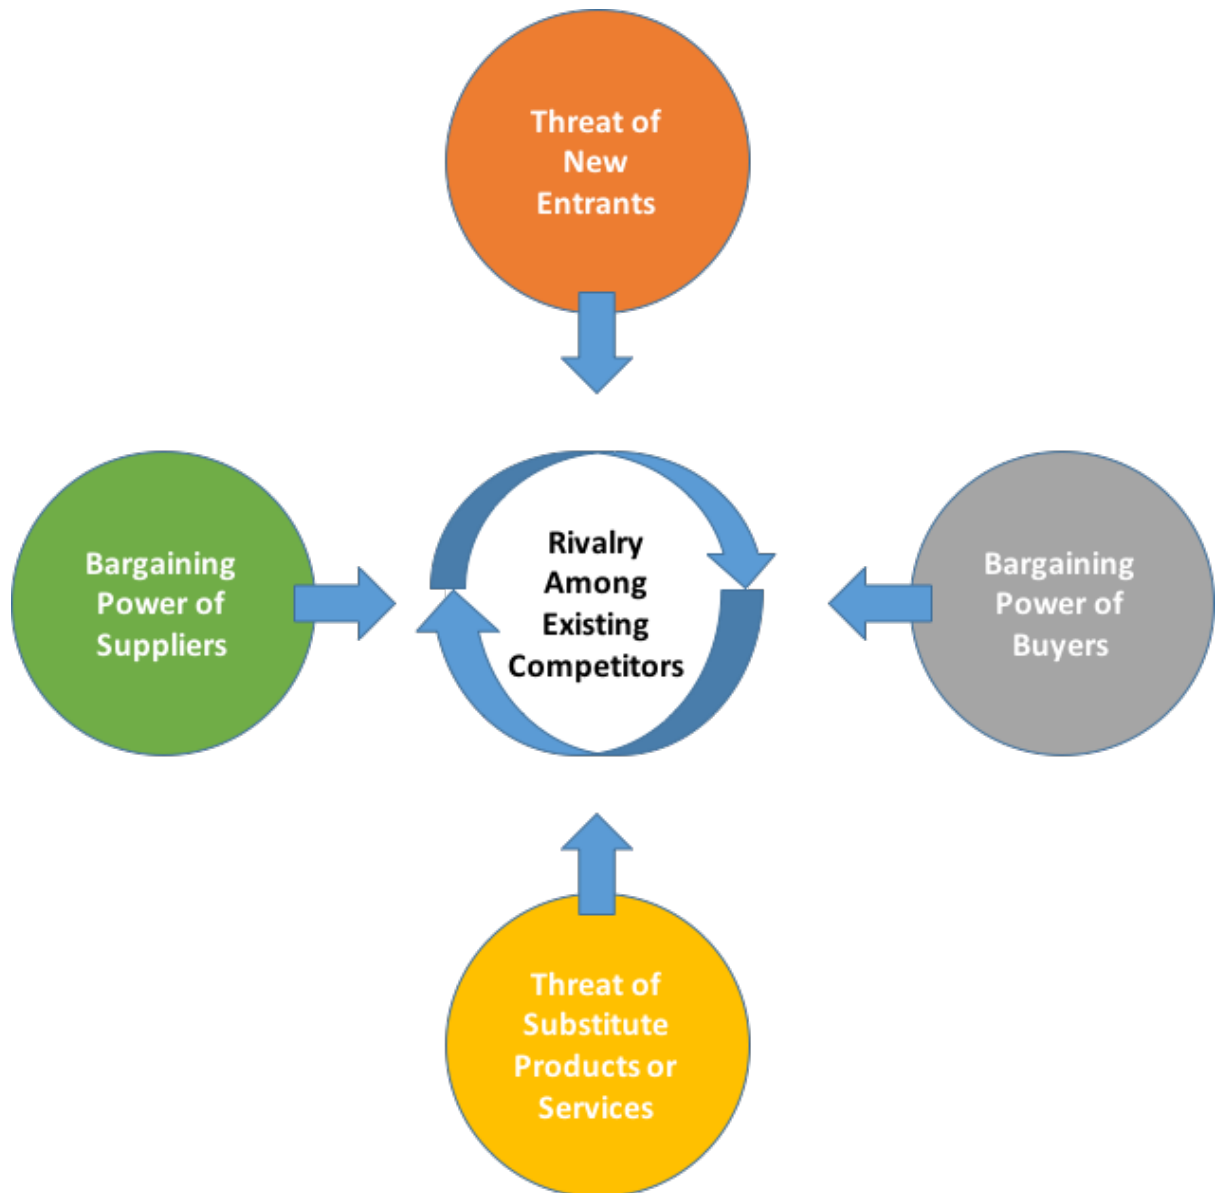 Threat of
New
Entrants
Bargaining
Power of
Suppliers
Rivalry
Among
Existing
Competitors
Bargaining
Power of
Buyers
Threat of
Substitute
Products or
Services